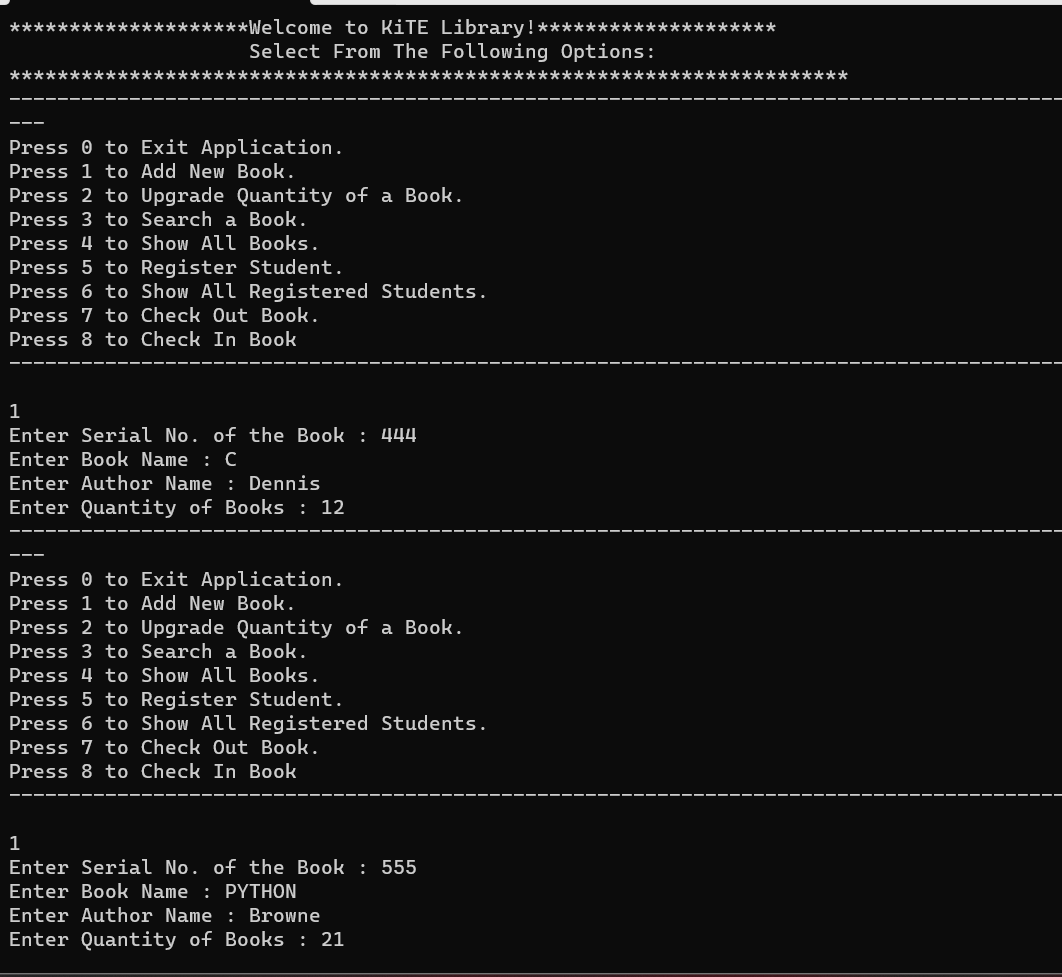 ********************Welcome to KiTE Library!********************
                    Select From The Following Options:
**********************************************************************
----------------------------------------------------------------------------------------
---
Press 0 to Exit Application.
Press 1 to Add New Book.
Press 2 to Upgrade Quantity of a Book.
Press 3 to Search a Book.
Press 4 to Show All Books.
Press 5 to Register Student.
Press 6 to Show All Registered Students.
Press 7 to Check Out Book.
Press 8 to Check In Book
----------------------------------------------------------------------------------------
1
Enter Serial No. of the Book : 444
Enter Book Name : C
Enter Author Name : Dennis
Enter Quantity of Books : 12
----------------------------------------------------------------------------------------
---
Press 0 to Exit Application.
Press 1 to Add New Book.
Press 2 to Upgrade Quantity of a Book.
Press 3 to Search a Book.
Press 4 to Show All Books.
Press 5 to Register Student.
Press 6 to Show All Registered Students.
Press 7 to Check Out Book.
Press 8 to Check In Book
----------------------------------------------------------------------------------------
1
Enter Serial No. of the Book : 555
Enter Book Name : PYTHON
Enter Author Name : Browne
Enter Quantity of Books : 21